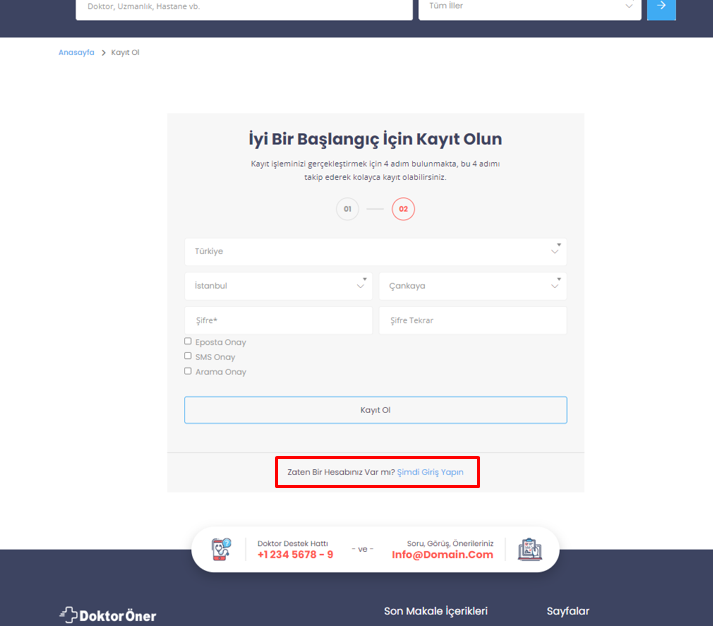 Doktor, Uzmanlık, Hastane vb.
Tüm İller
Anasayfa > Kayıt Ol
İyi Bir Başlangıç İçin Kayıt Olun
Kayıt işleminizi gerçekleştirmek için 4 adım bulunmakta, bu 4 adımı
takip ederek kolayca kayıt olabilirsiniz.
01
02
Türkiye
İstanbul
Çankaya
Şifre*
Şifre Tekrar
Eposta Onay
SMS Onay
Arama Onay
Kayıt Ol
Zaten Bir Hesabınız Var mı? Şimdi Giriş Yapın
Doktor Destek Hattı
+1 234 5678 - 9
- ve -
Soru, Görüş, Önerileriniz
Info@Domain.Com
DoktorÖner
Son Makale İçerikleri
Sayfalar